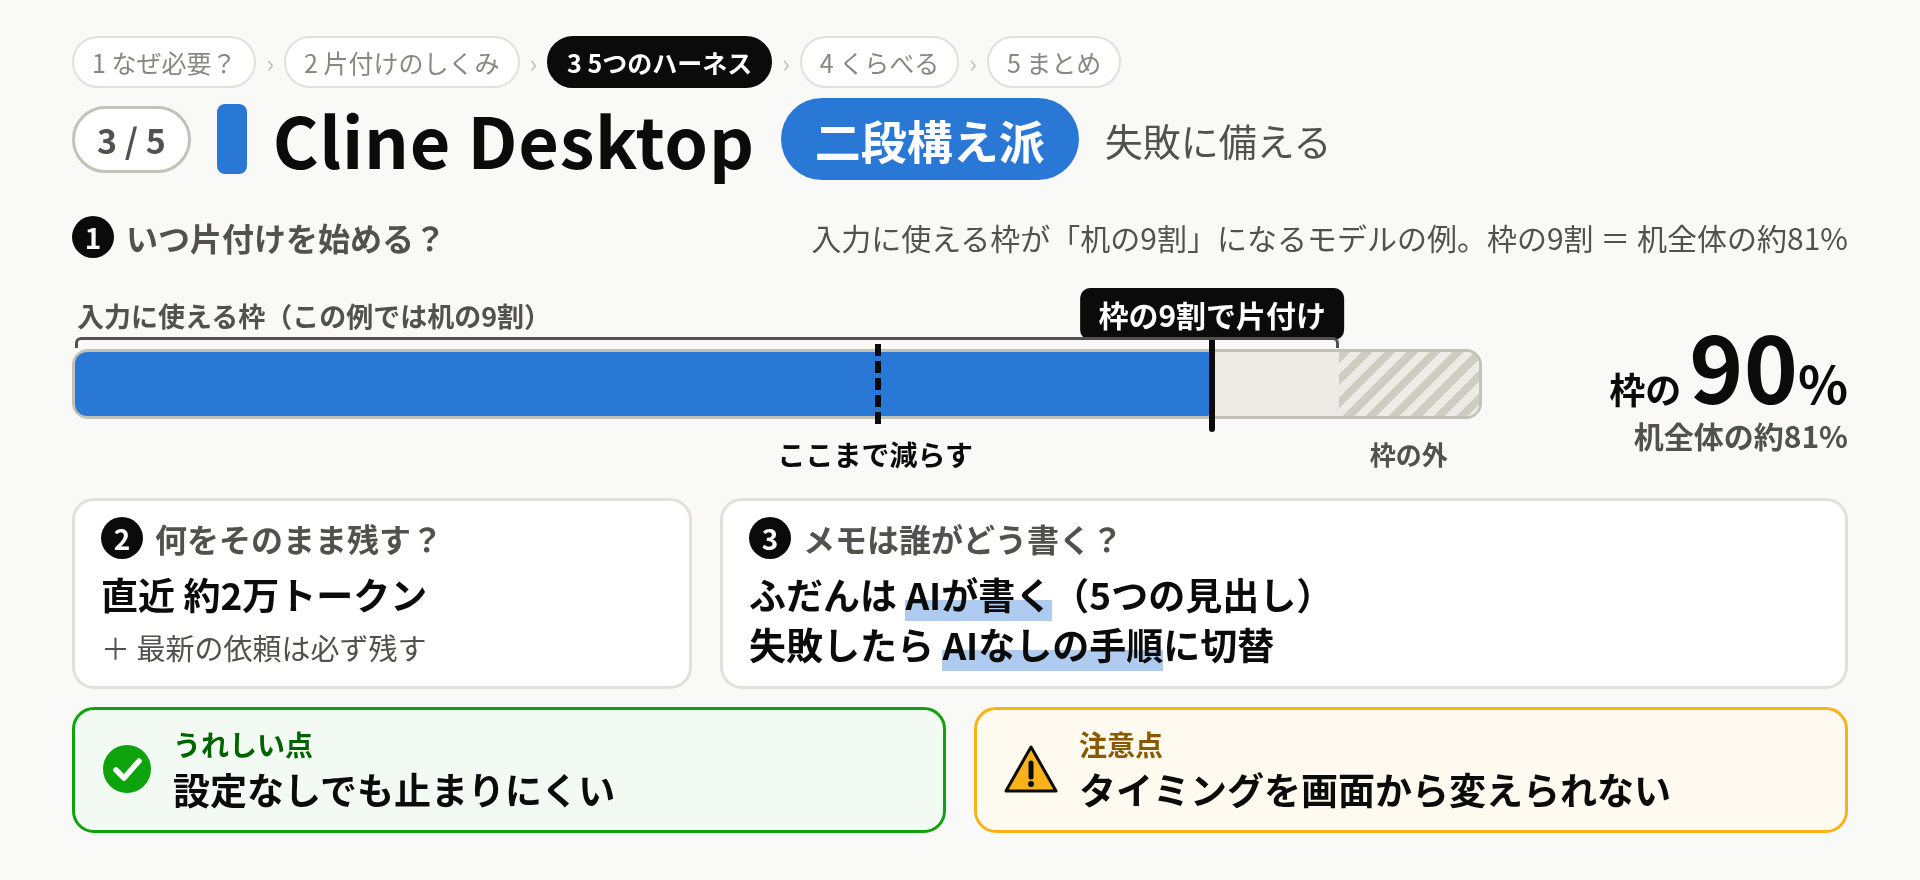 1 なぜ必要？ › 2 片付けのしくみ › 3 5つのハーネス › 4 くらべる › 5 まとめ
3 / 5 Cline Desktop 二段構え派 失敗に備える
1 いつ片付けを始める？ 入力に使える枠が「机の9割」になるモデルの例。枠の9割 ＝ 机全体の約81%
入力に使える枠（この例では机の9割） 枠の9割で片付け
枠の 90%
机全体の約81%
ここまで減らす 枠の外
2 何をそのまま残す？
直近 約2万トークン
＋ 最新の依頼は必ず残す
3 メモは誰がどう書く？
ふだんは AIが書く（5つの見出し）
失敗したら AIなしの手順に切替
うれしい点
設定なしでも止まりにくい
注意点
タイミングを画面から変えられない